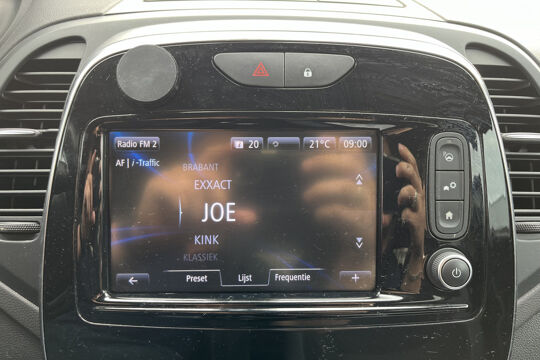 Radio FM 2 20 21°C 09:00
AF | i -Traffic
BRABANT
EXXACT
JOE
KINK
KLASSIEK
Preset Lijst Frequentie +